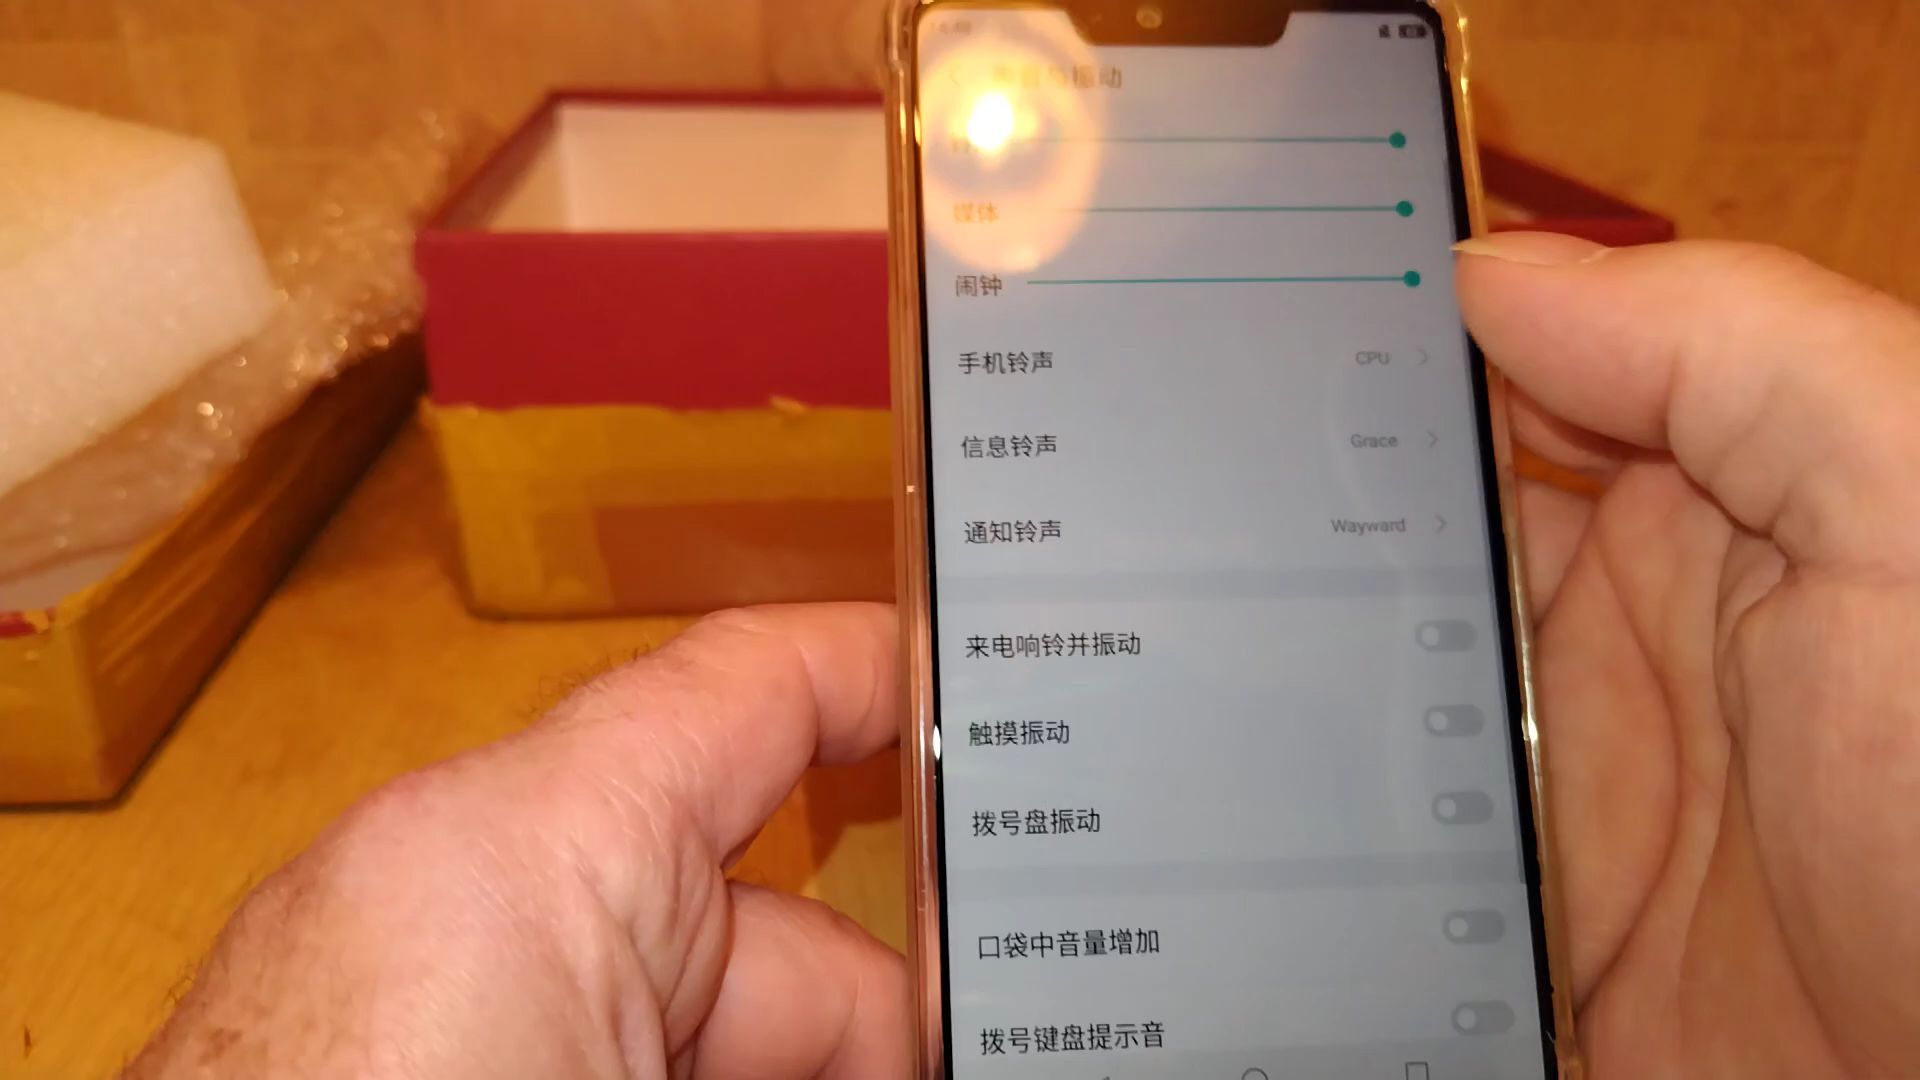 振动
媒体
闹钟
手机铃声 CPU
信息铃声 Grace
通知铃声 Wayward
来电响铃并振动
触摸振动
拨号盘振动
口袋中音量增加
拨号键盘提示音